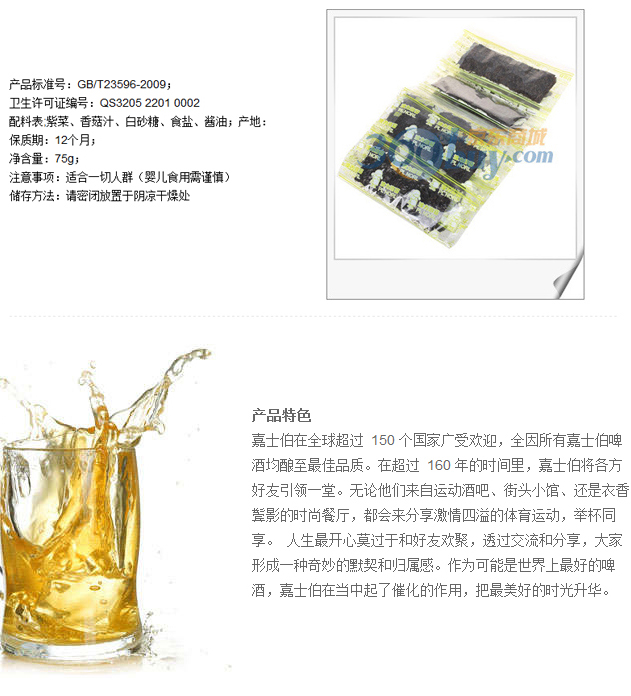 产品标准号：GB/T23596-2009；
卫生许可证编号：QS3205 2201 0002
配料表:紫菜、香菇汁、白砂糖、食盐、酱油；产地：
保质期：12个月；
净含量：75g；
注意事项：适合一切人群（婴儿食用需谨慎）
储存方法：请密闭放置于阴凉干燥处
360buy.com
京东商城
产品特色
嘉士伯在全球超过 150 个国家广受欢迎，全因所有嘉士伯啤
酒均酿至最佳品质。在超过 160 年的时间里，嘉士伯将各方
好友引领一堂。无论他们来自运动酒吧、街头小馆、还是衣香
鬓影的时尚餐厅，都会来分享激情四溢的体育运动，举杯同
享。 人生最开心莫过于和好友欢聚，透过交流和分享，大家
形成一种奇妙的默契和归属感。作为可能是世界上最好的啤
酒，嘉士伯在当中起了催化的作用，把最美好的时光升华。